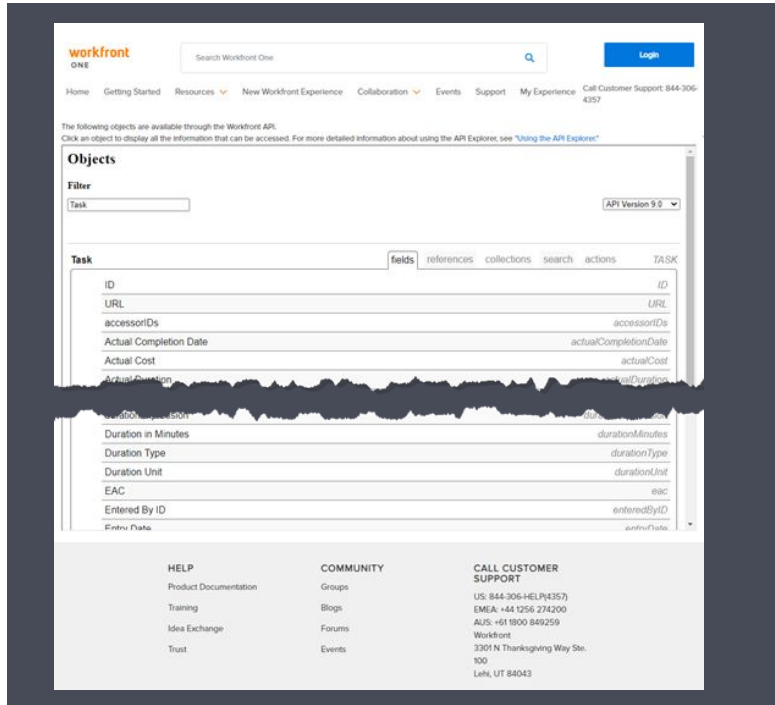 workfront
ONE
Search Workfront One
Login
Home Getting Started Resources New Workfront Experience Collaboration Events Support My Experience Call Customer Support: 844-306-
4357
The following objects are available through the Workfront API.
Click an object to display all the information that can be accessed. For more detailed information about using the API Explorer, see "Using the API Explorer."
Objects
Filter
Task API Version 9.0
Task fields references collections search actions TASK
ID ID
URL URL
accessorIDs accessorIDs
Actual Completion Date actualCompletionDate
Actual Cost actualCost
Actual Duration actualDuration
Duration in Minutes durationMinutes
Duration Type durationType
Duration Unit durationUnit
EAC eac
Entered By ID enteredByID
Entry Date entryDate
HELP
Product Documentation
Training
Idea Exchange
Trust
COMMUNITY
Groups
Blogs
Forums
Events
CALL CUSTOMER
SUPPORT
US: 844-306-HELP(4357)
EMEA: +44 1256 274200
AUS: +61 1800 849259
Workfront
3301 N Thanksgiving Way Ste.
100
Lehi, UT 84043